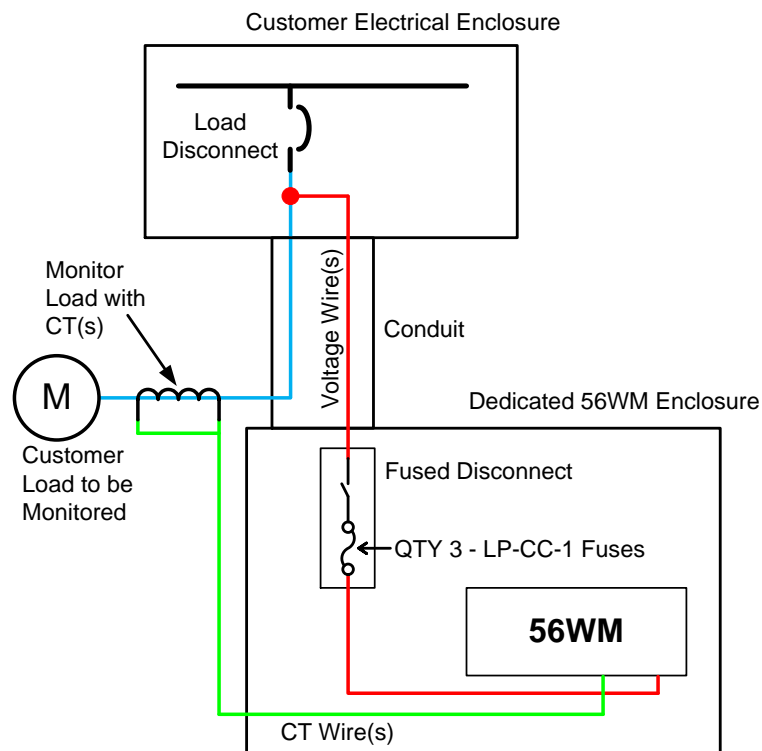 Customer Electrical Enclosure
Load
Disconnect
Monitor
Load with
CT(s)
Voltage Wire(s)
Conduit
M
Dedicated 56WM Enclosure
Customer
Load to be
Monitored
Fused Disconnect
QTY 3 - LP-CC-1 Fuses
56WM
CT Wire(s)